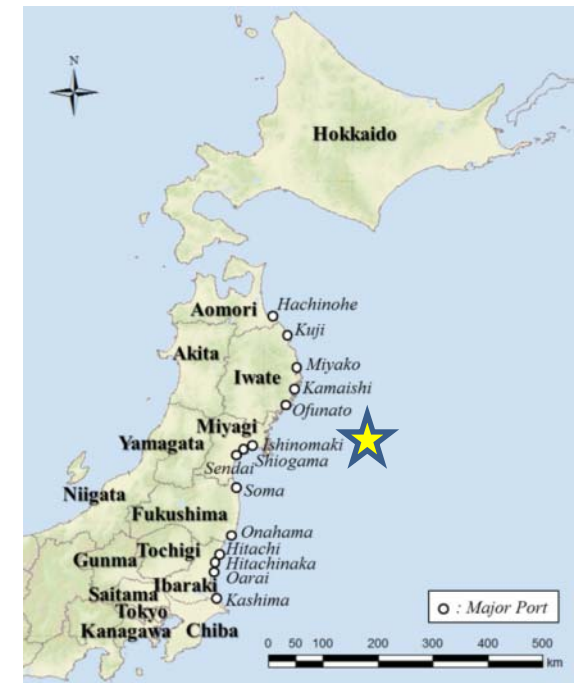 N
Hokkaido
Aomori
Hachinohe
Kuji
Akita
Miyako
Iwate
Kamaishi
Ofunato
Miyagi
Ishinomaki
Yamagata
Shiogama
Sendai
Niigata
Soma
Fukushima
Onahama
Tochigi
Hitachi
Gunma
Hitachinaka
Oarai
Ibaraki
Saitama
Kashima
Tokyo
Kanagawa
Chiba
: Major Port
0 100 200 300 400 500
km